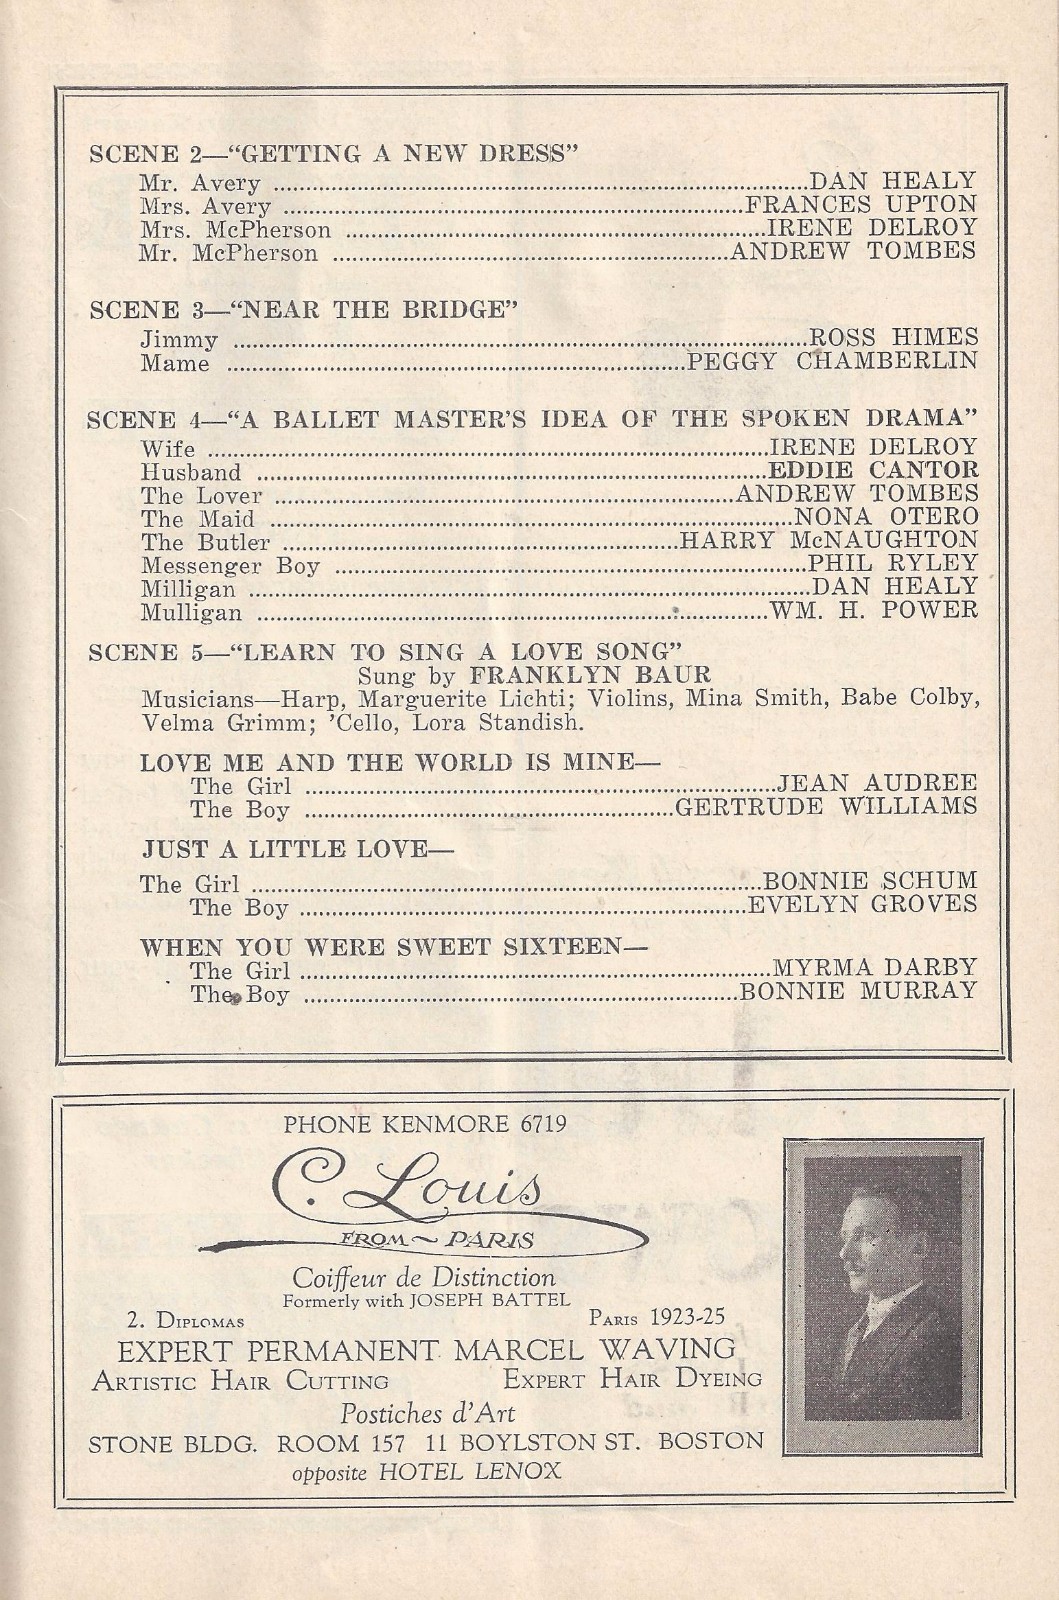 SCENE 2—“GETTING A NEW DRESS”
Mr. Avery ........ DAN HEALY
Mrs. Avery ........ FRANCES UPTON
Mrs. McPherson ........ IRENE DELROY
Mr. McPherson ........ ANDREW TOMBES
SCENE 3—“NEAR THE BRIDGE”
Jimmy ........ ROSS HIMES
Mame ........ PEGGY CHAMBERLIN
SCENE 4—“A BALLET MASTER’S IDEA OF THE SPOKEN DRAMA”
Wife ........ IRENE DELROY
Husband ........ EDDIE CANTOR
The Lover ........ ANDREW TOMBES
The Maid ........ NONA OTERO
The Butler ........ HARRY McNAUGHTON
Messenger Boy ........ PHIL RYLEY
Milligan ........ DAN HEALY
Mulligan ........ WM. H. POWER
SCENE 5—“LEARN TO SING A LOVE SONG”
Sung by FRANKLYN BAUR
Musicians—Harp, Marguerite Lichti; Violins, Mina Smith, Babe Colby,
Velma Grimm; ’Cello, Lora Standish.
LOVE ME AND THE WORLD IS MINE—
The Girl ........ JEAN AUDREE
The Boy ........ GERTRUDE WILLIAMS
JUST A LITTLE LOVE—
The Girl ........ BONNIE SCHUM
The Boy ........ EVELYN GROVES
WHEN YOU WERE SWEET SIXTEEN—
The Girl ........ MYRMA DARBY
The Boy ........ BONNIE MURRAY
PHONE KENMORE 6719
C. Louis
FROM ~ PARIS
Coiffeur de Distinction
Formerly with JOSEPH BATTEL
2. DIPLOMAS PARIS 1923-25
EXPERT PERMANENT MARCEL WAVING
ARTISTIC HAIR CUTTING EXPERT HAIR DYEING
Postiches d’Art
STONE BLDG. ROOM 157 11 BOYLSTON ST. BOSTON
opposite HOTEL LENOX